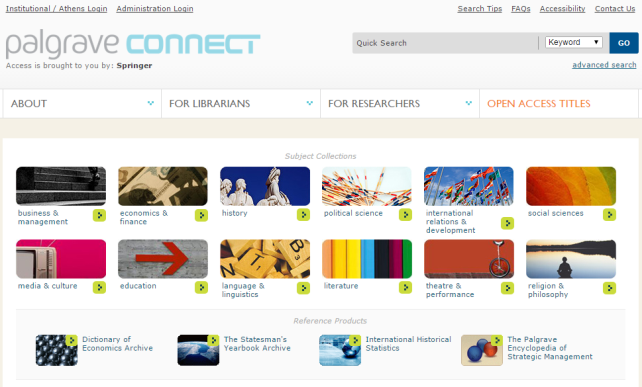 Institutional / Athens Login Administration Login Search Tips FAQs Accessibility Contact Us
palgrave CONNECT
Quick Search Keyword GO
Access is brought to you by: Springer
advanced search
ABOUT FOR LIBRARIANS FOR RESEARCHERS OPEN ACCESS TITLES
Subject Collections
business &
management
economics &
finance
history
political science
international
relations &
development
social sciences
media & culture
education
language &
linguistics
literature
theatre &
performance
religion &
philosophy
Reference Products
Dictionary of
Economics Archive
The Statesman's
Yearbook Archive
International Historical
Statistics
The Palgrave
Encyclopedia of
Strategic Management